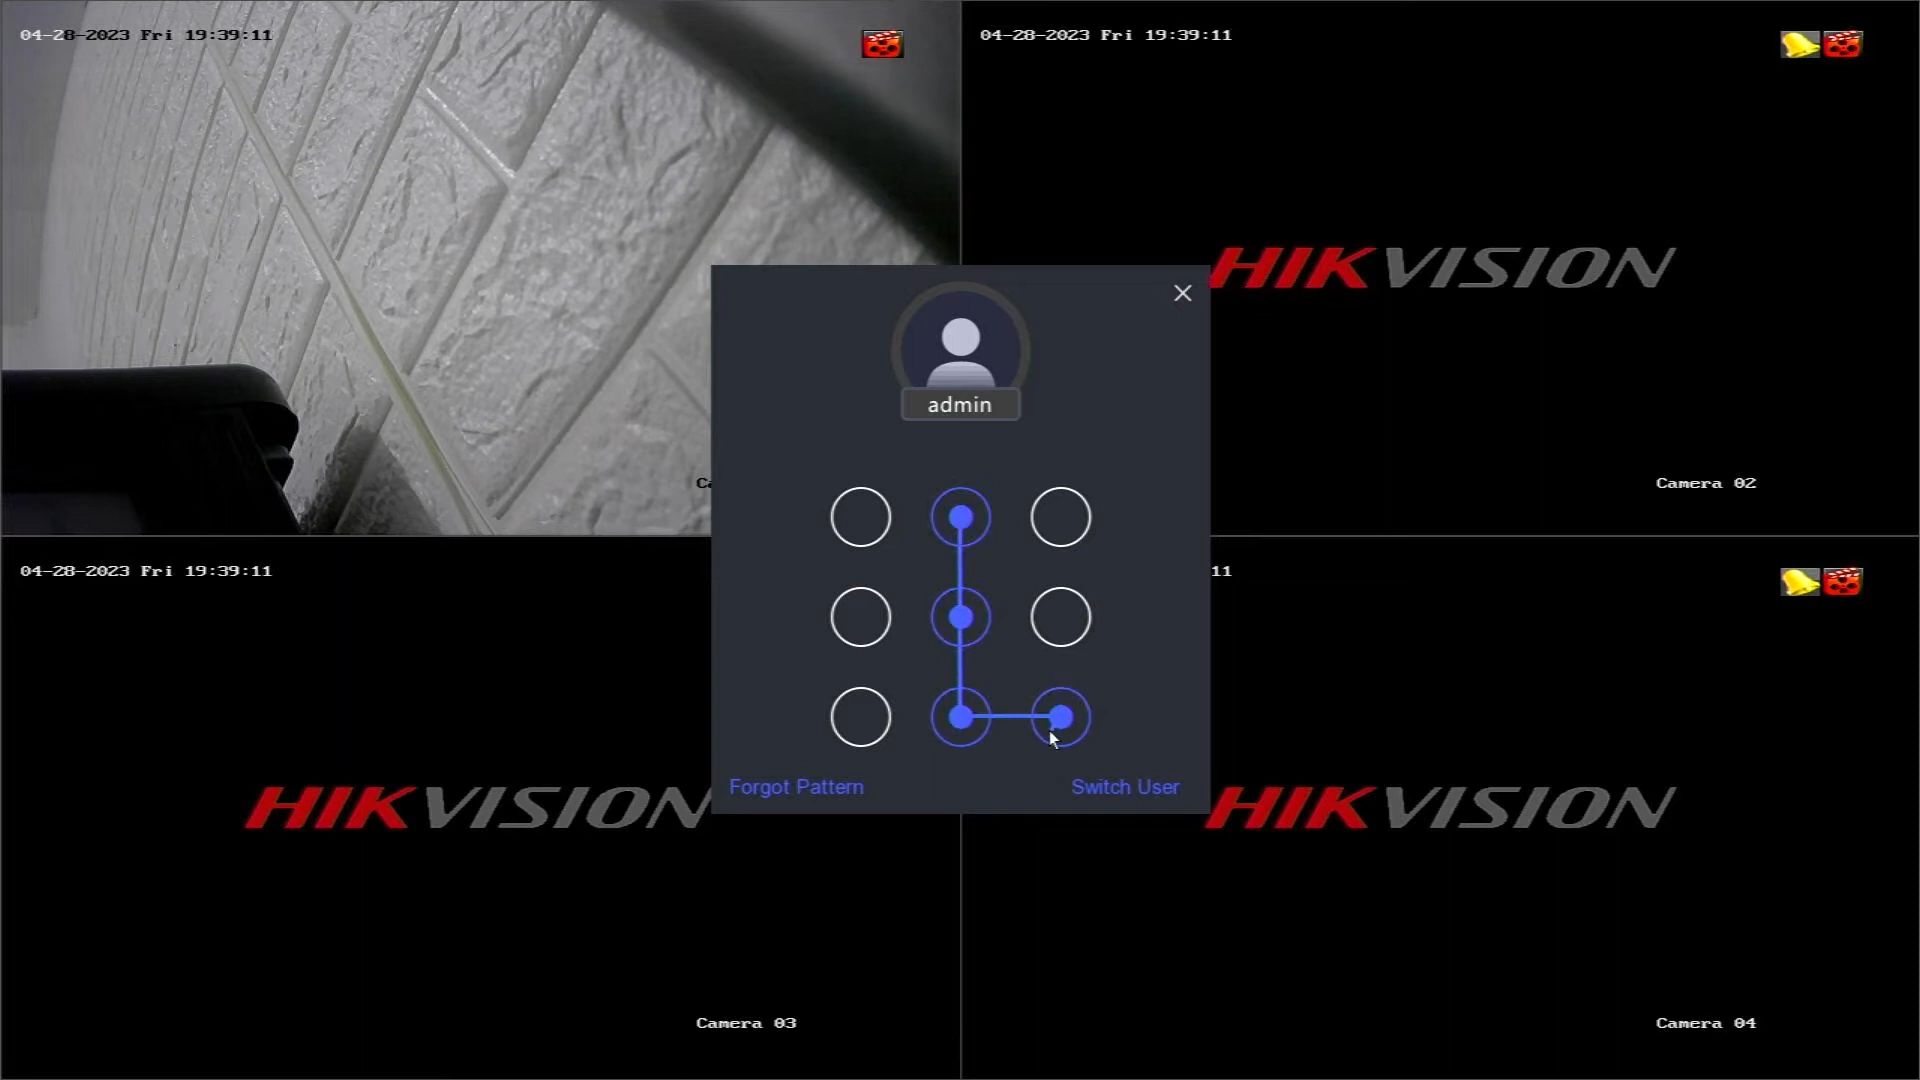 04-28-2023 Fri 19:39:11
04-28-2023 Fri 19:39:11
HIKVISION
admin
Ca
Camera 02
04-28-2023 Fri 19:39:11
11
Forgot Pattern
Switch User
HIKVISION
HIKVISION
Camera 03
Camera 04